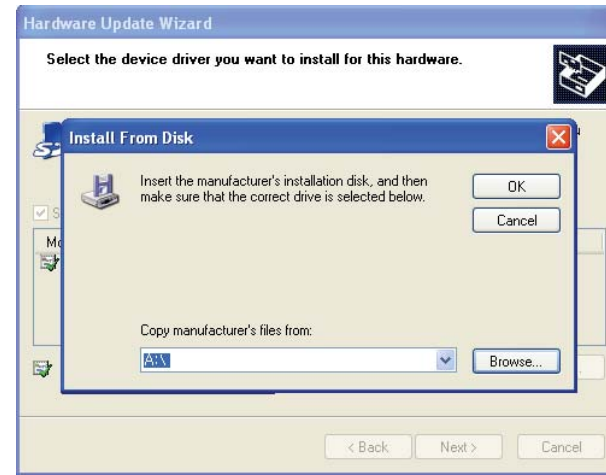 Hardware Update Wizard
Select the device driver you want to install for this hardware.
Install From Disk
Insert the manufacturer's installation disk, and then
make sure that the correct drive is selected below.
OK
Cancel
Copy manufacturer's files from:
A:\
Browse...
< Back
Next >
Cancel